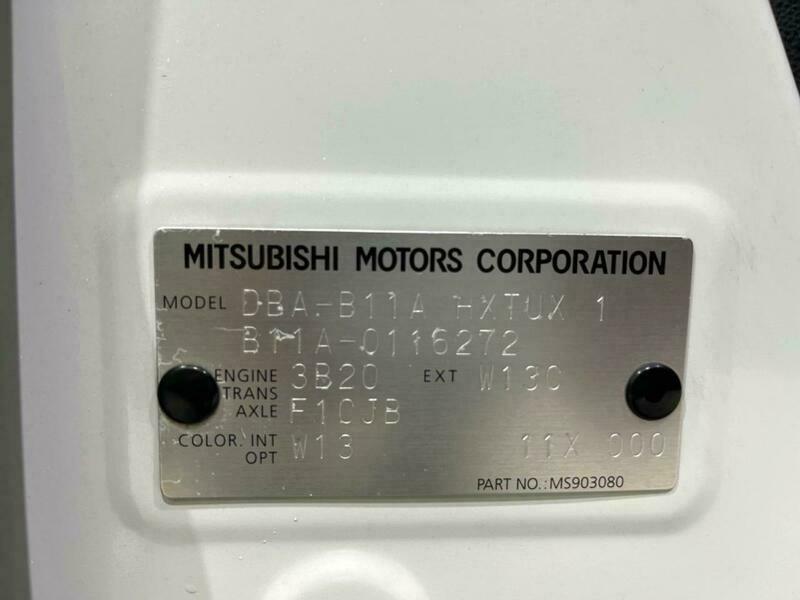 MITSUBISHI MOTORS CORPORATION
MODEL DBA-B11A HXTUX 1
B11A-0116272
ENGINE 3B20 EXT W13C
TRANS
AXLE F1CJB
COLOR. INT W13 11X 000
OPT
PART NO.:MS903080